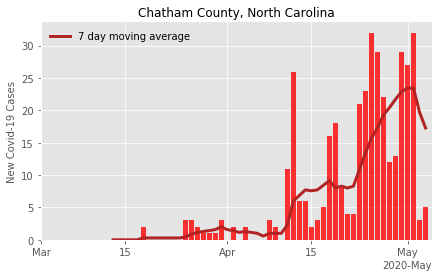 Chatham County, North Carolina
7 day moving average
New Covid-19 Cases
30
25
20
15
10
5
0
Mar 15 Apr 15 May
2020-May